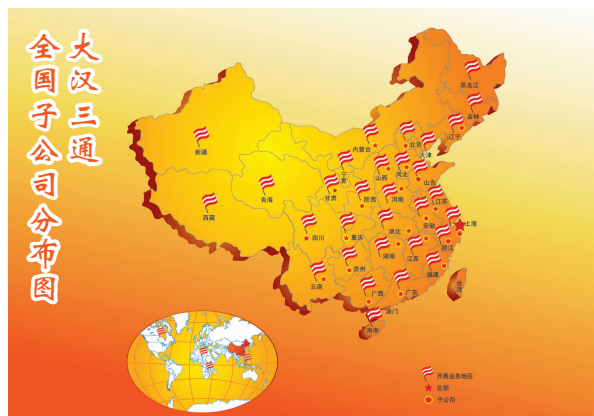 大汉三通
全国子公司分布图
黑龙江
吉林
辽宁
内蒙古
北京
天津
新疆
宁夏
山西
河北
山东
青海
甘肃
陕西
河南
江苏
西藏
安徽
上海
四川
重庆
湖北
浙江
湖南
江西
贵州
福建
云南
广西
广东
台湾
澳门
海南
开展业务地区
总部
子公司